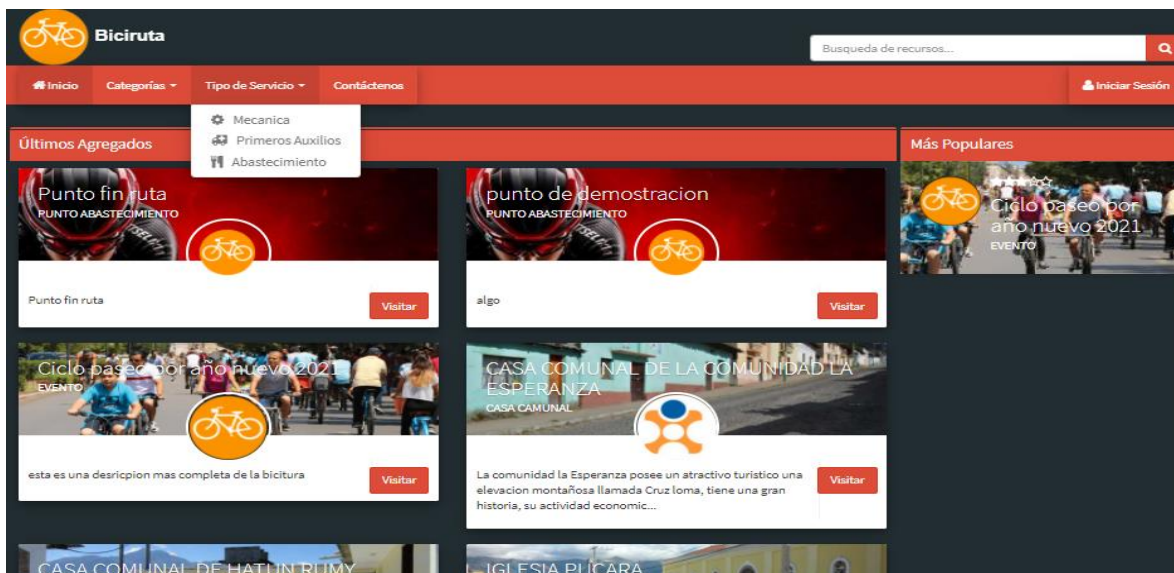 Biciruta
Busqueda de recursos...
Inicio Categorías Tipo de Servicio Contáctenos Iniciar Sesión
Mecanica
Primeros Auxilios
Abastecimiento
Últimos Agregados
Punto fin ruta
PUNTO ABASTECIMIENTO
Punto fin ruta
Visitar
punto de demostracion
PUNTO ABASTECIMIENTO
algo
Visitar
Ciclo paseo por año nuevo 2021
EVENTO
esta es una desricpion mas completa de la bicitura
Visitar
CASA COMUNAL DE LA COMUNIDAD LA
ESPERANZA
CASA CAMUNAL
La comunidad la Esperanza posee un atractivo turistico una
elevacion montañosa llamada Cruz loma, tiene una gran
historia, su actividad economic...
Visitar
CASA COMUNAL DE HATUN RUMY
IGLESIA PUCARA
Más Populares
Ciclo paseo por
año nuevo 2021
EVENTO